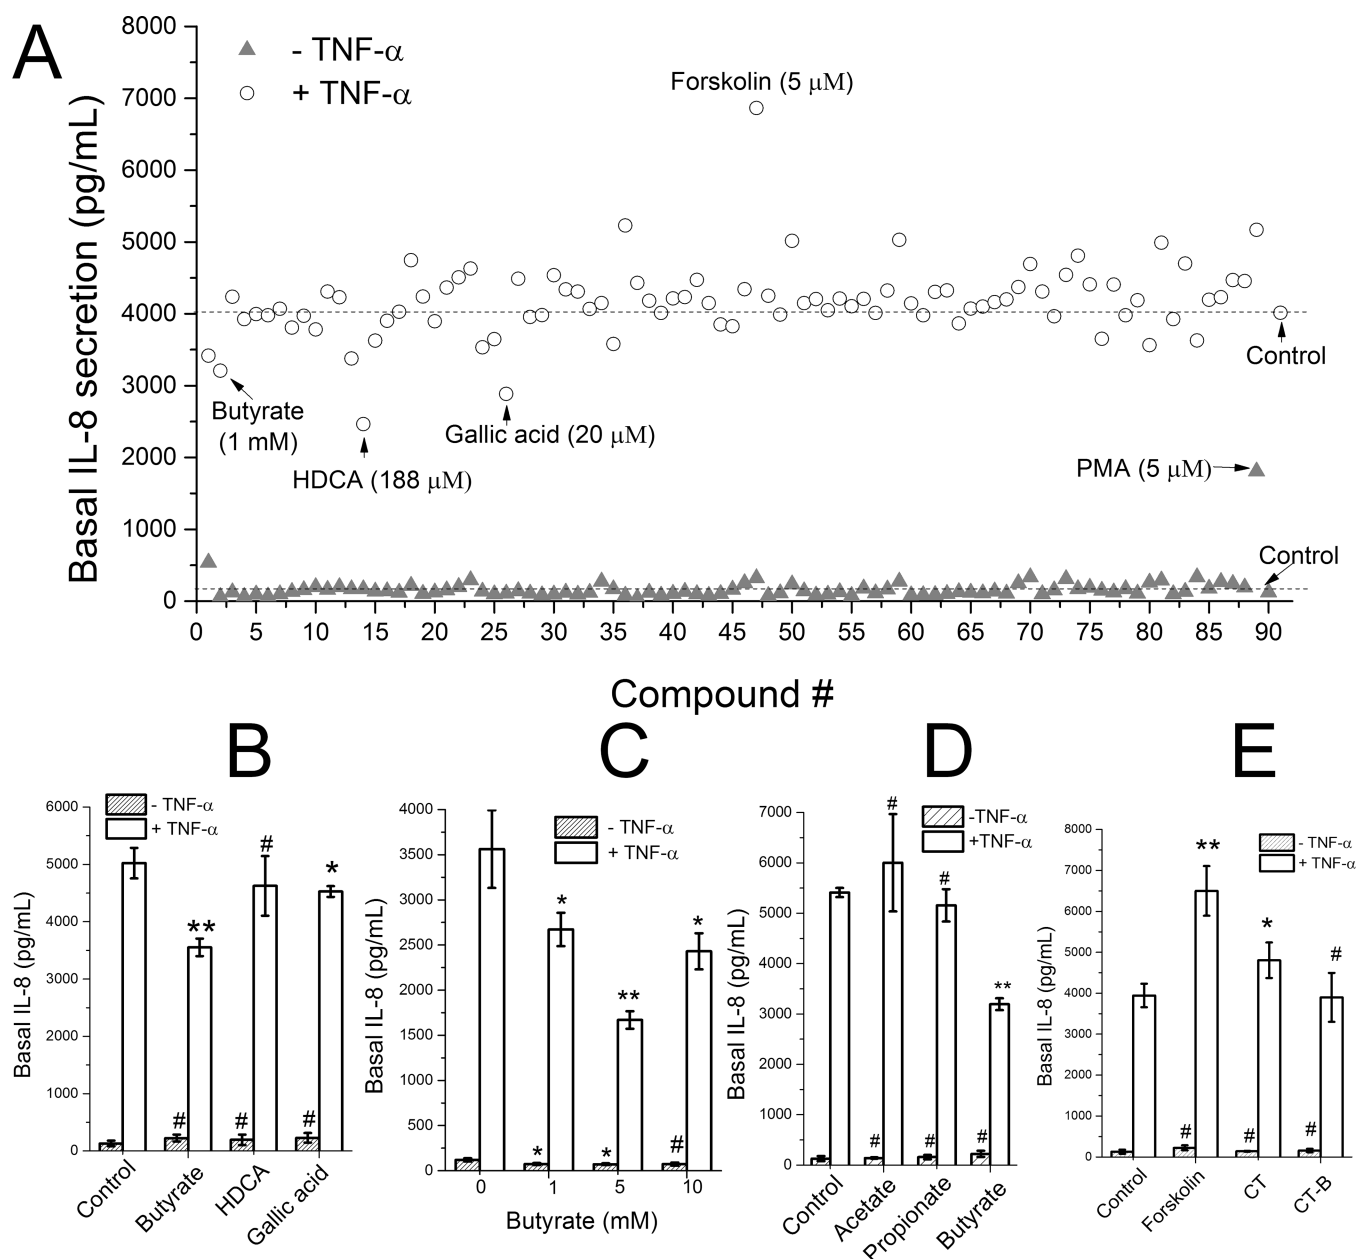 A
Basal IL-8 secretion (pg/mL)
8000
7000
6000
5000
4000
3000
2000
1000
0
- TNF-α
+ TNF-α
Forskolin (5 μM)
Butyrate
(1 mM)
HDCA (188 μM)
Gallic acid (20 μM)
Control
PMA (5 μM)
Control
0 5 10 15 20 25 30 35 40 45 50 55 60 65 70 75 80 85 90
Compound #
B
Basal IL-8 (pg/mL)
6000
5000
4000
3000
2000
1000
0
- TNF-α
+ TNF-α
** # *
# # #
Control
Butyrate
HDCA
Gallic acid
C
Basal IL-8 (pg/mL)
4000
3500
3000
2500
2000
1500
1000
500
0
- TNF-α
+ TNF-α
* ** *
* * #
0 1 5 10
Butyrate (mM)
D
Basal IL-8 (pg/mL)
7000
6000
5000
4000
3000
2000
1000
0
-TNF-α
+TNF-α
# # **
# # #
Control
Acetate
Propionate
Butyrate
E
Basal IL-8 (pg/mL)
8000
7000
6000
5000
4000
3000
2000
1000
0
- TNF-α
+ TNF-α
** * #
# # #
Control
Forskolin
CT
CT-B